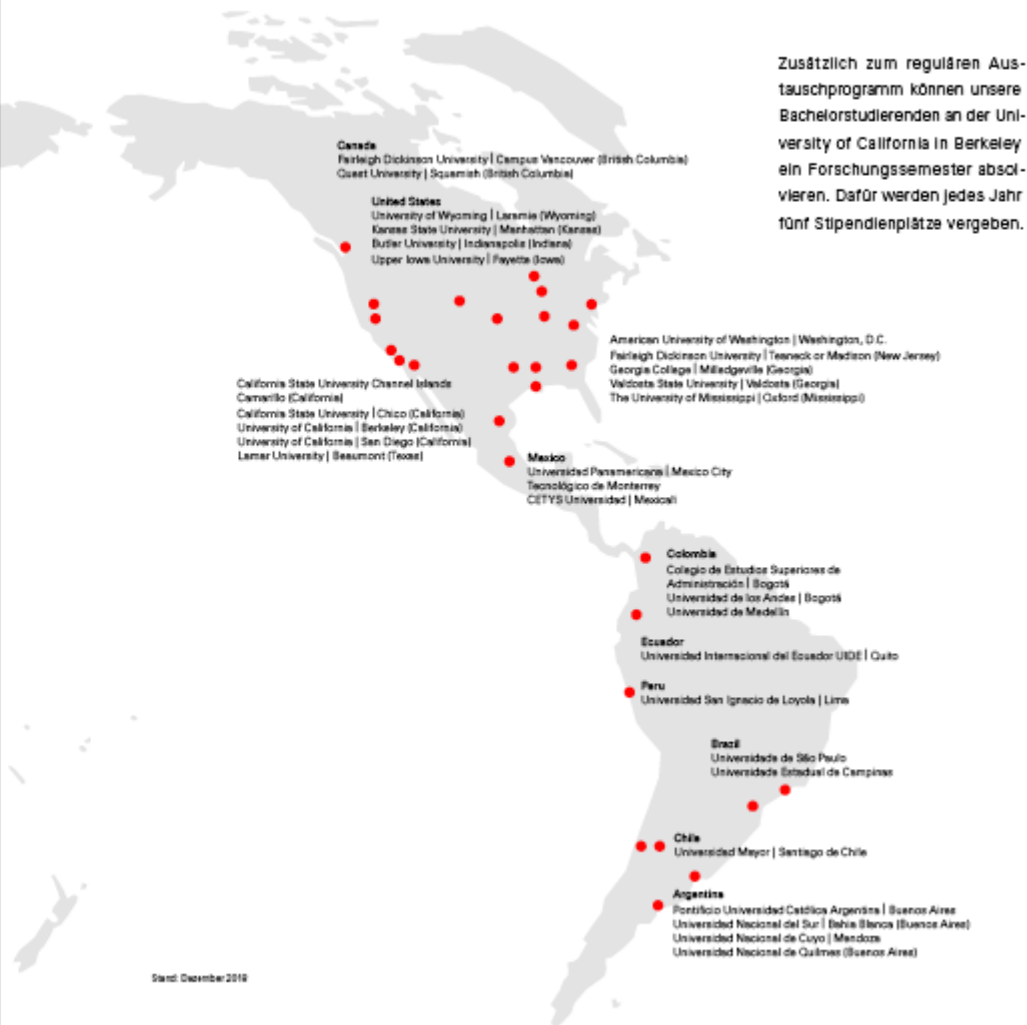 Zusätzlich zum regulären Aus-
tauschprogramm können unsere
Bachelorstudierenden an der Uni-
versity of California in Berkeley
ein Forschungssemester absol-
vieren. Dafür werden jedes Jahr
fünf Stipendienplätze vergeben.
Canada
Fairleigh Dickinson University | Campus Vancouver (British Columbia)
Quest University | Squamish (British Columbia)
United States
University of Wyoming | Laramie (Wyoming)
Kansas State University | Manhattan (Kansas)
Butler University | Indianapolis (Indiana)
Upper Iowa University | Fayette (Iowa)
American University of Washington | Washington, D.C.
Fairleigh Dickinson University | Teaneck or Madison (New Jersey)
Georgia College | Milledgeville (Georgia)
Valdosta State University | Valdosta (Georgia)
The University of Mississippi | Oxford (Mississippi)
California State University Channel Islands
Camarillo (California)
California State University | Chico (California)
University of California | Berkeley (California)
University of California | San Diego (California)
Lamar University | Beaumont (Texas)
Mexico
Universidad Panamericana | Mexico City
Tecnológico de Monterrey
CETYS Universidad | Mexicali
Colombia
Colegio de Estudios Superiores de
Administración | Bogotá
Universidad de los Andes | Bogotá
Universidad de Medellín
Ecuador
Universidad Internacional del Ecuador UIDE | Quito
Peru
Universidad San Ignacio de Loyola | Lima
Brazil
Universidade de São Paulo
Universidade Estadual de Campinas
Chile
Universidad Mayor | Santiago de Chile
Argentina
Pontificio Universidad Católica Argentina | Buenos Aires
Universidad Nacional del Sur | Bahia Blanca (Buenos Aires)
Universidad Nacional de Cuyo | Mendoza
Universidad Nacional de Quilmes (Buenos Aires)
Stand: Dezember 2019